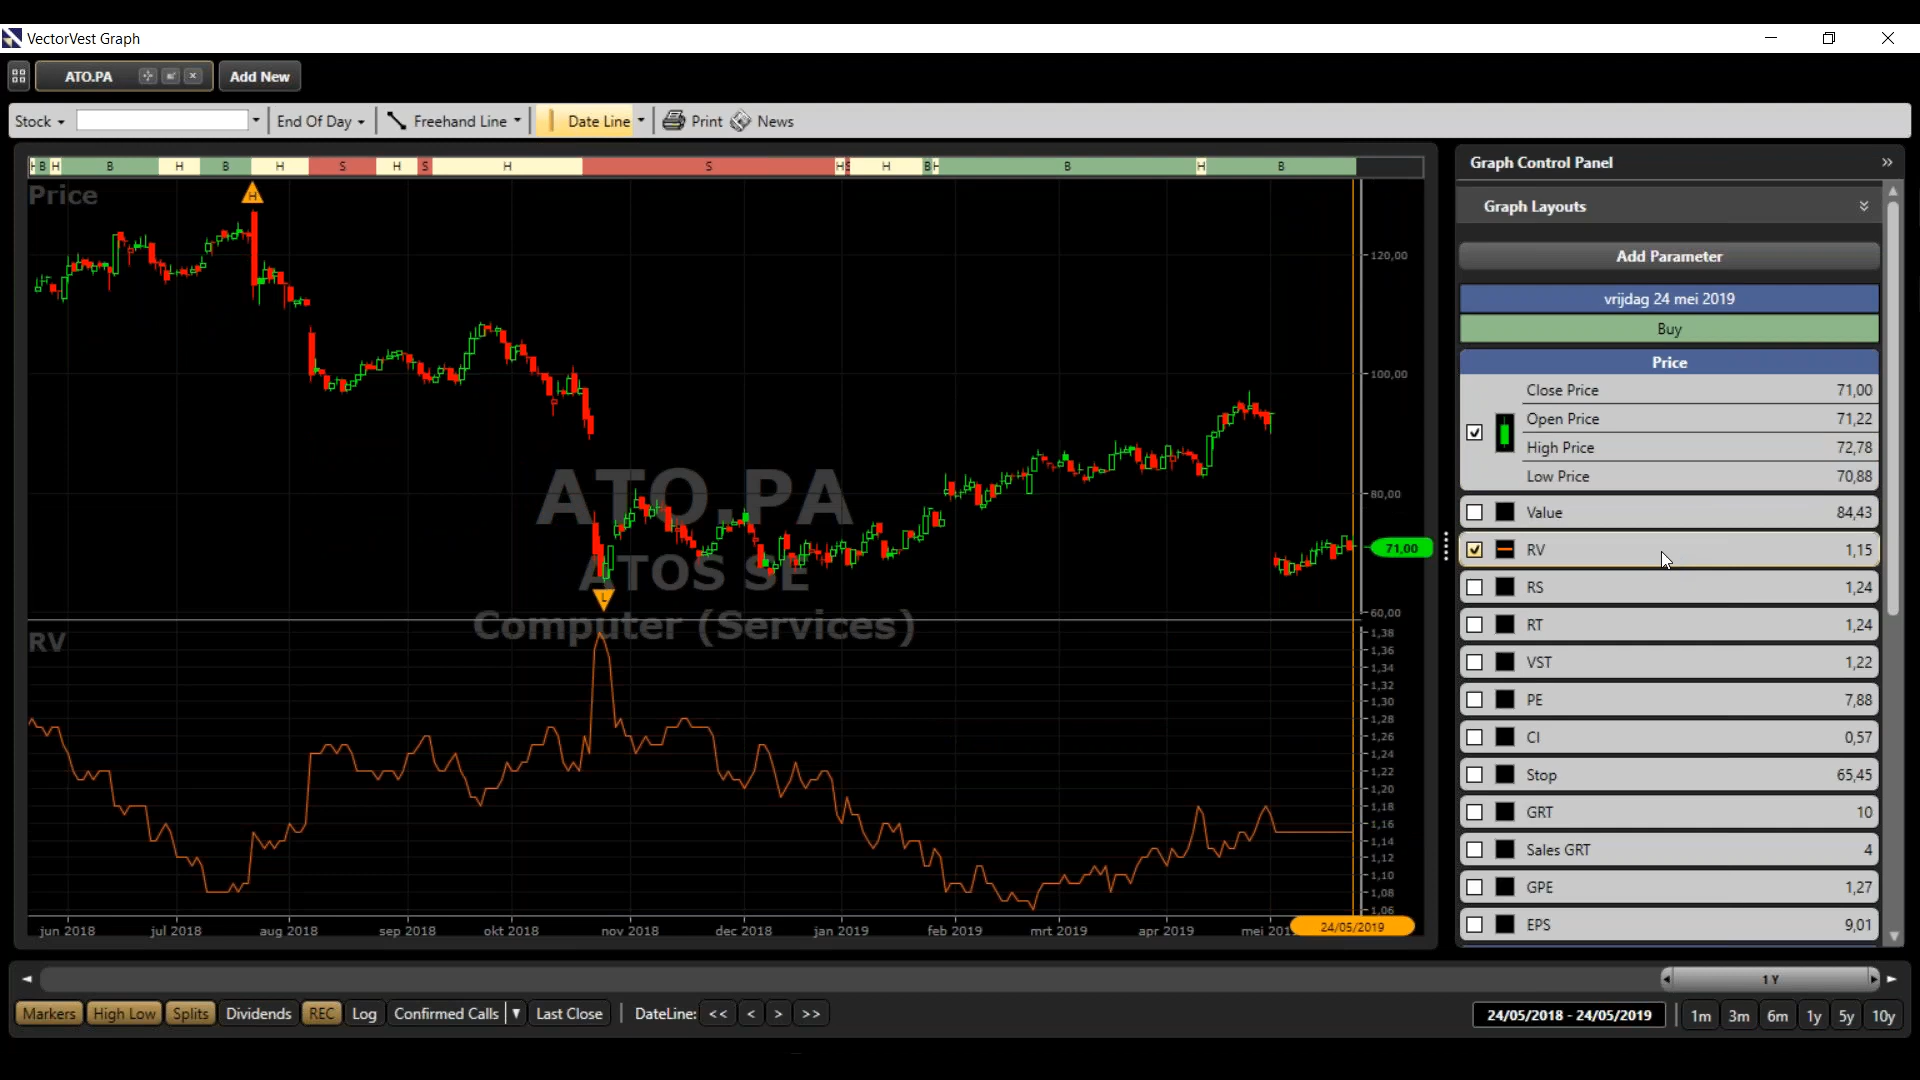 VectorVest Graph
ATO.PA Add New
Stock End Of Day Freehand Line Date Line Print News
H B H B H B H S H S H S H S H B H B H B
Price
H
120,00
100,00
ATO.PA
80,00
ATOS SE
71,00
L
Computer (Services)
60,00
RV
1,38
1,36
1,34
1,32
1,30
1,28
1,26
1,24
1,22
1,20
1,18
1,16
1,14
1,12
1,10
1,08
1,06
jun 2018 jul 2018 aug 2018 sep 2018 okt 2018 nov 2018 dec 2018 jan 2019 feb 2019 mrt 2019 apr 2019 mei 201 24/05/2019
Graph Control Panel »
Graph Layouts
Add Parameter
vrijdag 24 mei 2019
Buy
Price
Close Price 71,00
Open Price 71,22
High Price 72,78
Low Price 70,88
Value 84,43
RV 1,15
RS 1,24
RT 1,24
VST 1,22
PE 7,88
CI 0,57
Stop 65,45
GRT 10
Sales GRT 4
GPE 1,27
EPS 9,01
1 Y
Markers High Low Splits Dividends REC Log Confirmed Calls Last Close DateLine: << < > >> 24/05/2018 - 24/05/2019 1m 3m 6m 1y 5y 10y